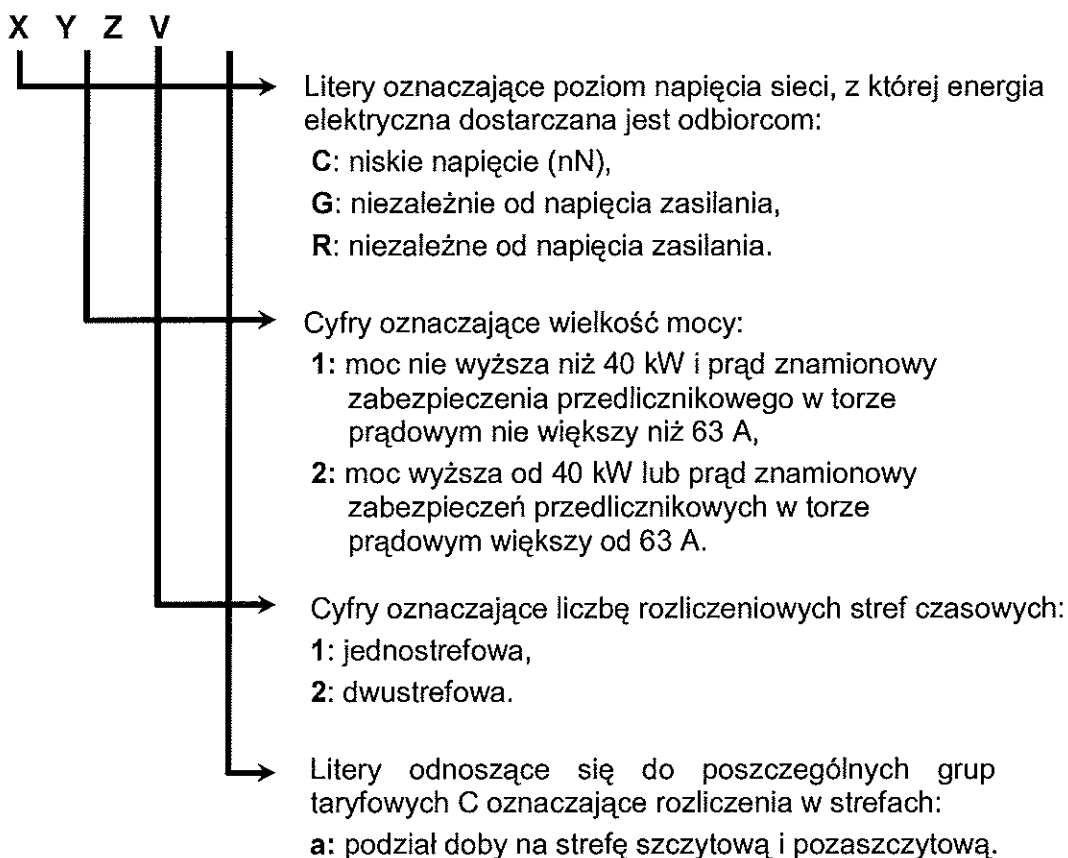 X Y Z V
Litery oznaczające poziom napięcia sieci, z której energia
elektryczna dostarczana jest odbiorcom:
C: niskie napięcie (nN),
G: niezależnie od napięcia zasilania,
R: niezależne od napięcia zasilania.
Cyfry oznaczające wielkość mocy:
1: moc nie wyższa niż 40 kW i prąd znamionowy
zabezpieczenia przedlicznikowego w torze
prądowym nie większy niż 63 A,
2: moc wyższa od 40 kW lub prąd znamionowy
zabezpieczeń przedlicznikowych w torze
prądowym większy od 63 A.
Cyfry oznaczające liczbę rozliczeniowych stref czasowych:
1: jednostrefowa,
2: dwustrefowa.
Litery odnoszące się do poszczególnych grup
taryfowych C oznaczające rozliczenia w strefach:
a: podział doby na strefę szczytową i pozaszczytową.